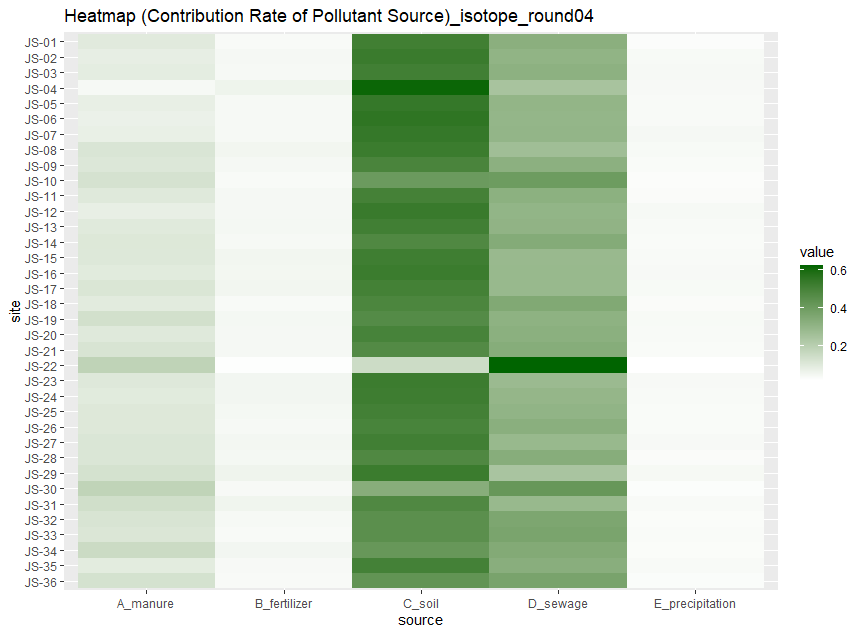 Heatmap (Contribution Rate of Pollutant Source)_isotope_round04
JS-01
JS-02
JS-03
JS-04
JS-05
JS-06
JS-07
JS-08
JS-09
JS-10
JS-11
JS-12
JS-13
JS-14
JS-15
JS-16
JS-17
JS-18
JS-19
JS-20
JS-21
JS-22
JS-23
JS-24
JS-25
JS-26
JS-27
JS-28
JS-29
JS-30
JS-31
JS-32
JS-33
JS-34
JS-35
JS-36
site
A_manure B_fertilizer C_soil D_sewage E_precipitation
source
value
0.6
0.4
0.2